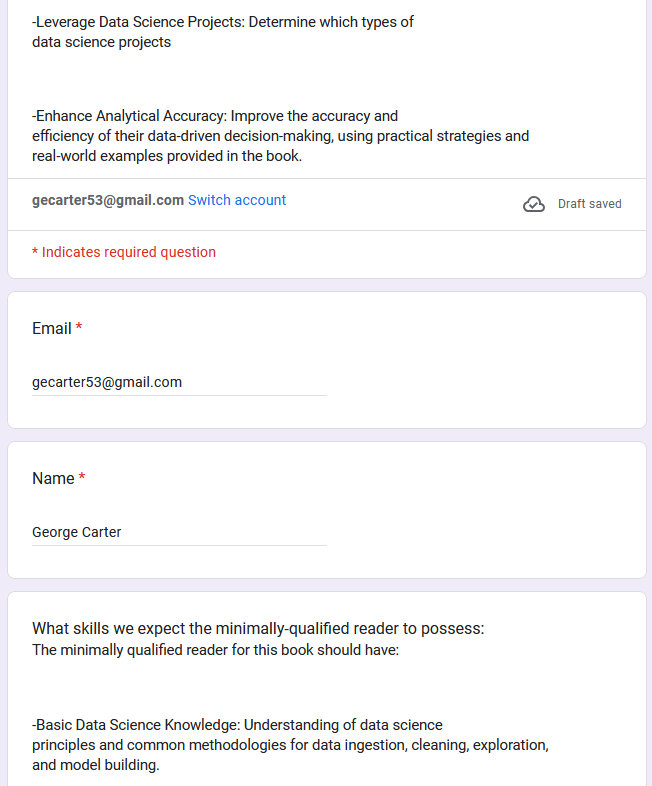 -Leverage Data Science Projects: Determine which types of
data science projects
-Enhance Analytical Accuracy: Improve the accuracy and
efficiency of their data-driven decision-making, using practical strategies and
real-world examples provided in the book.
gecarter53@gmail.com Switch account
Draft saved
* Indicates required question
Email *
gecarter53@gmail.com
Name *
George Carter
What skills we expect the minimally-qualified reader to possess:
The minimally qualified reader for this book should have:
-Basic Data Science Knowledge: Understanding of data science
principles and common methodologies for data ingestion, cleaning, exploration,
and model building.